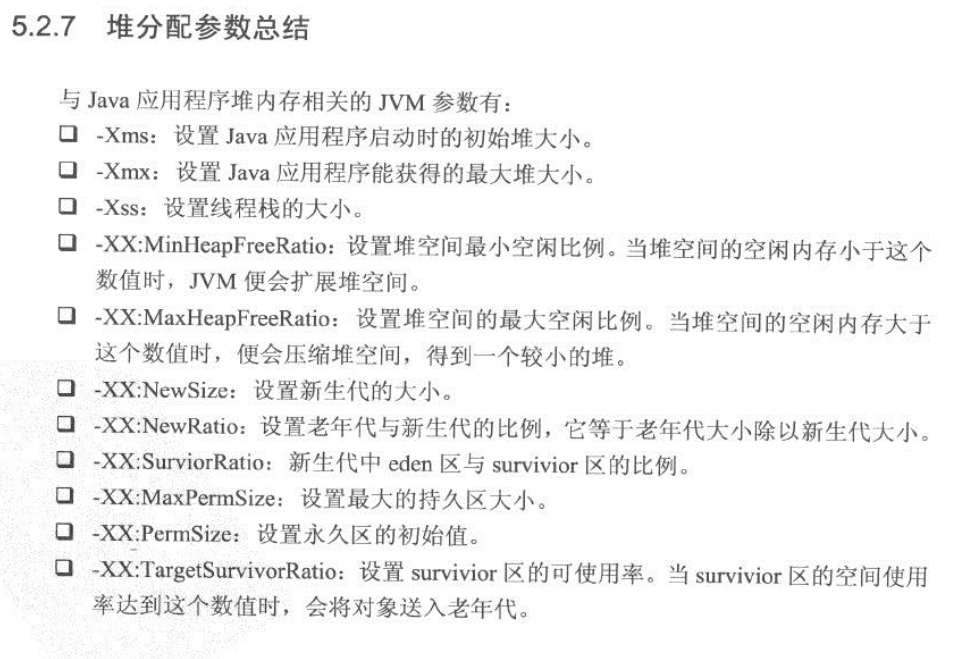 5.2.7 堆分配参数总结
与 Java 应用程序堆内存相关的 JVM 参数有：
-Xms：设置 Java 应用程序启动时的初始堆大小。
-Xmx：设置 Java 应用程序能获得的最大堆大小。
-Xss：设置线程栈的大小。
-XX:MinHeapFreeRatio：设置堆空间最小空闲比例。当堆空间的空闲内存小于这个
数值时，JVM 便会扩展堆空间。
-XX:MaxHeapFreeRatio：设置堆空间的最大空闲比例。当堆空间的空闲内存大于
这个数值时，便会压缩堆空间，得到一个较小的堆。
-XX:NewSize：设置新生代的大小。
-XX:NewRatio：设置老年代与新生代的比例，它等于老年代大小除以新生代大小。
-XX:SurviorRatio：新生代中 eden 区与 survivior 区的比例。
-XX:MaxPermSize：设置最大的持久区大小。
-XX:PermSize：设置永久区的初始值。
-XX:TargetSurvivorRatio：设置 survivior 区的可使用率。当 survivior 区的空间使用
率达到这个数值时，会将对象送入老年代。